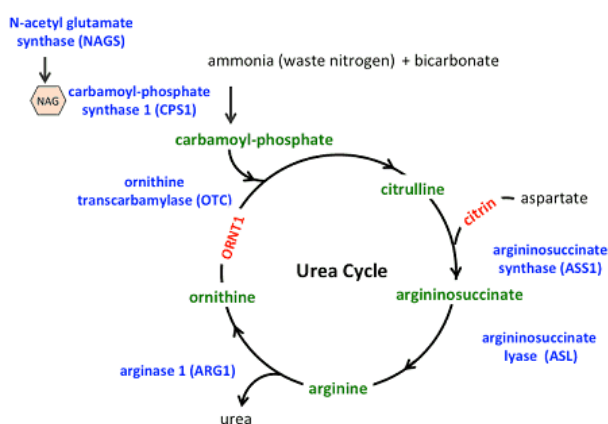 N-acetyl glutamate
synthase (NAGS)
ammonia (waste nitrogen) + bicarbonate
NAG
carbamoyl-phosphate
synthase 1 (CPS1)
carbamoyl-phosphate
ornithine
transcarbamylase (OTC)
citrulline
citrin
aspartate
ORNT1
argininosuccinate
synthase (ASS1)
Urea Cycle
ornithine
argininosuccinate
argininosuccinate
lyase (ASL)
arginase 1 (ARG1)
arginine
urea